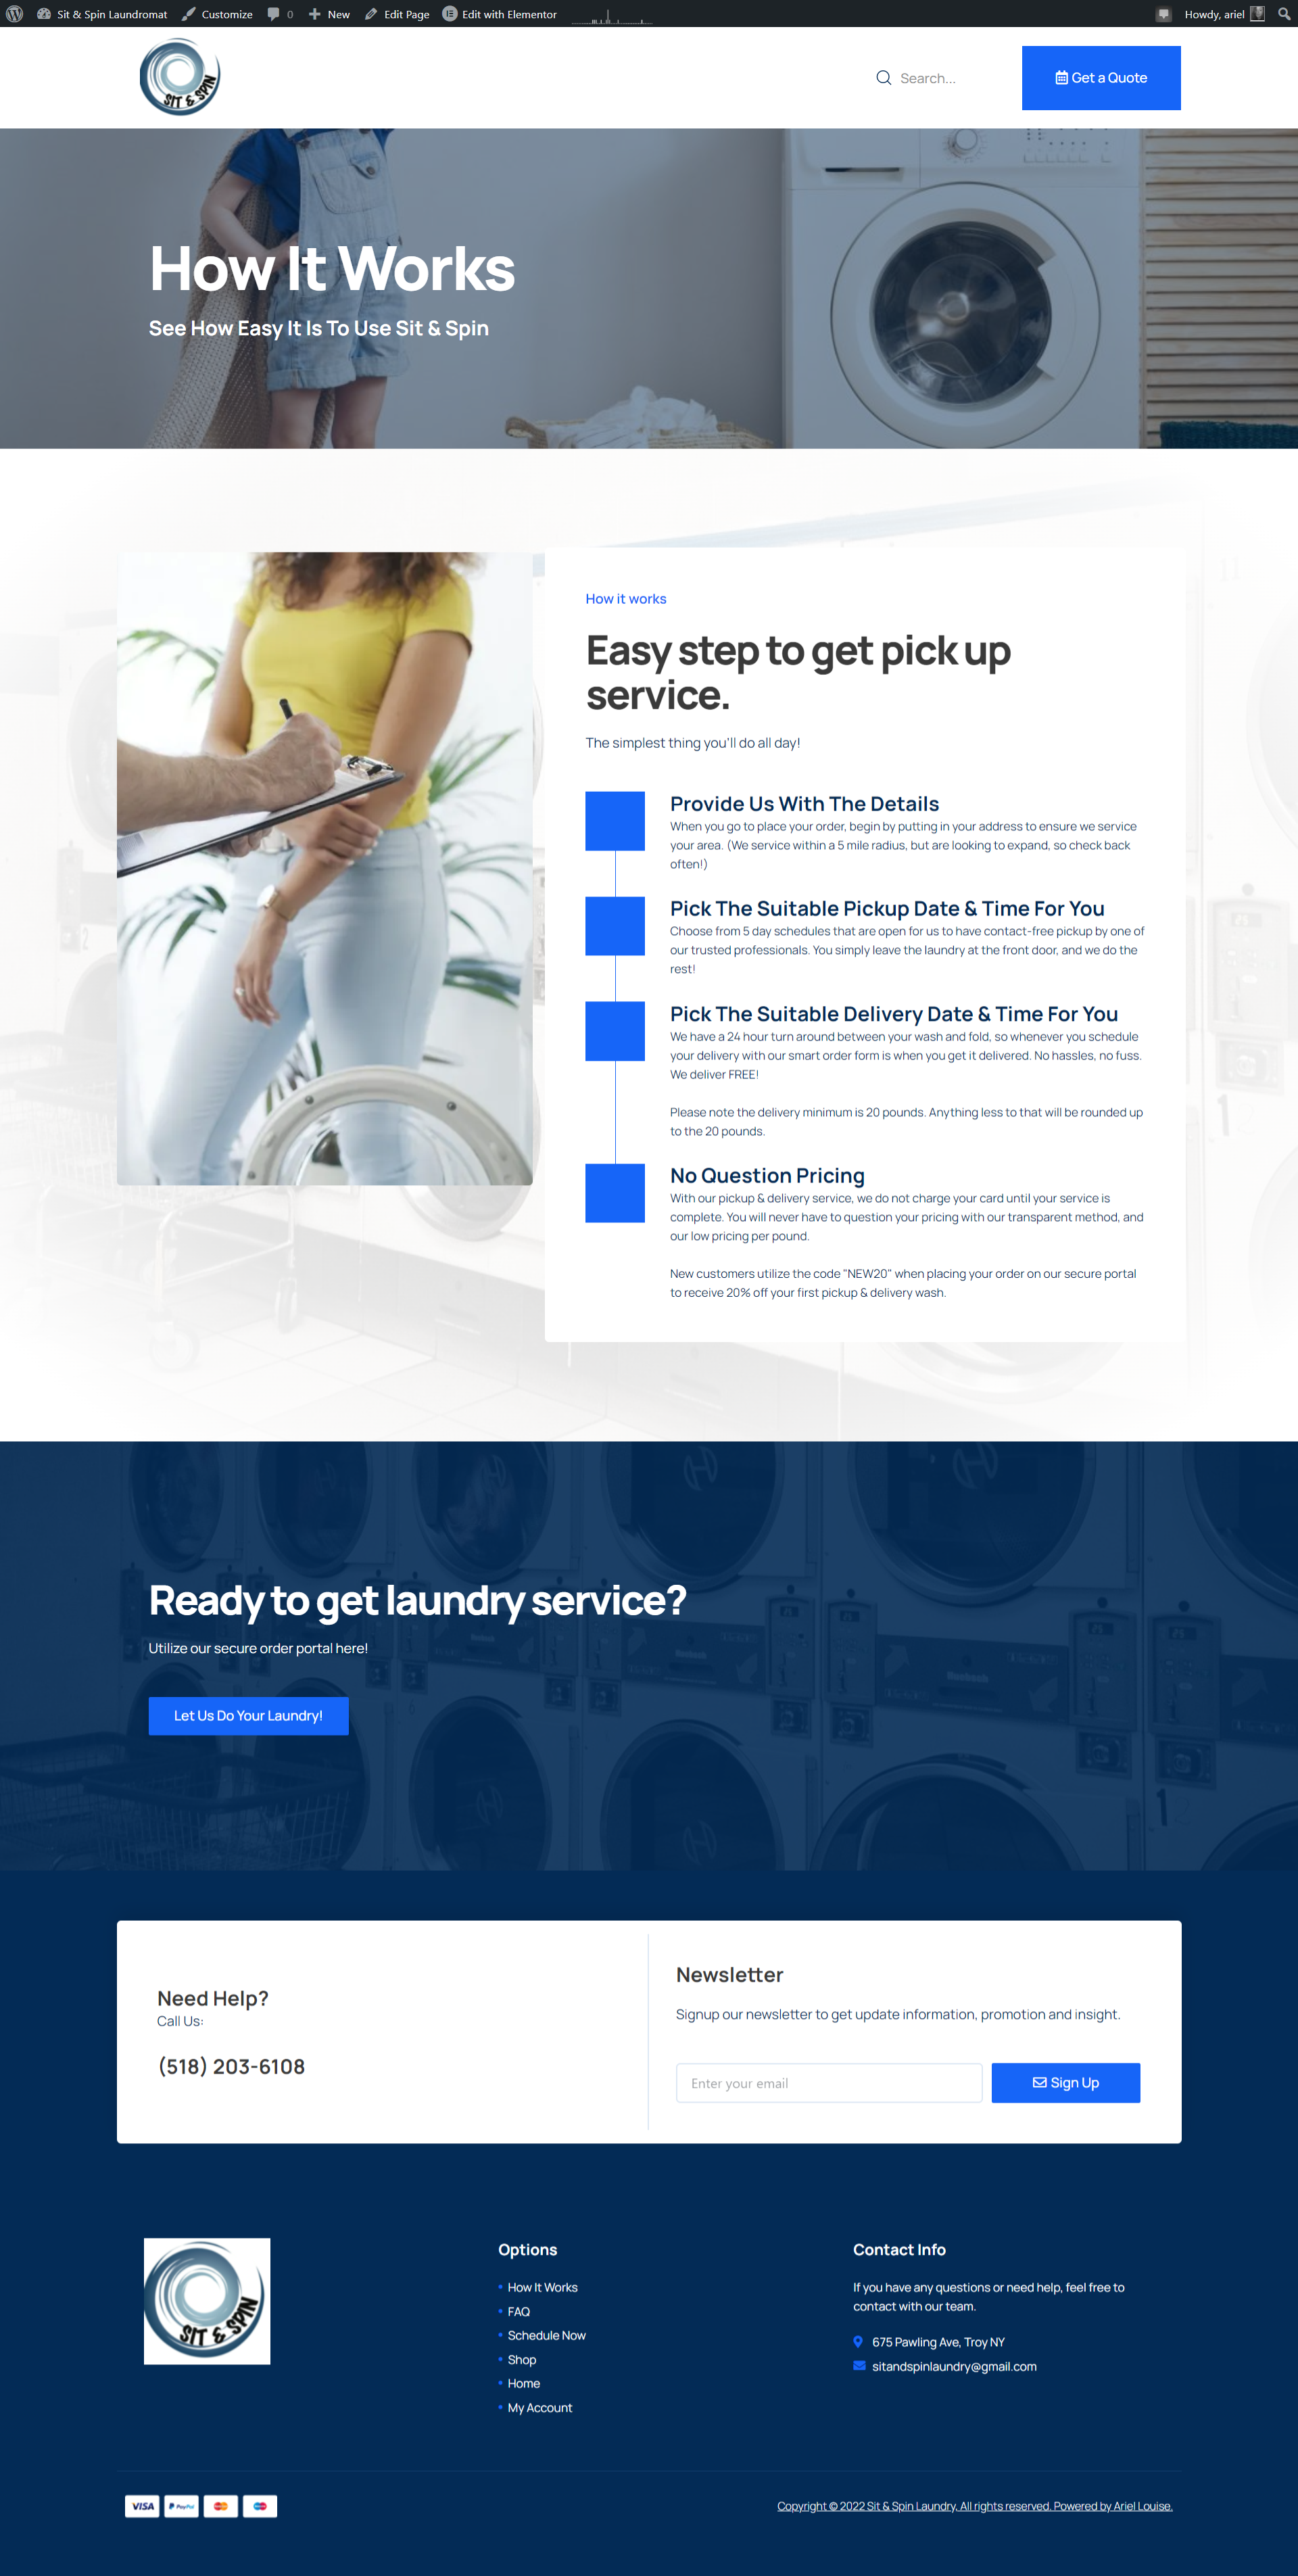 Sit & Spin Laundromat Customize 0 New Edit Page Edit with Elementor Howdy, ariel
SIT & SPIN
Search...
Get a Quote
How It Works
See How Easy It Is To Use Sit & Spin
How it works
Easy step to get pick up
service.
The simplest thing you'll do all day!
Provide Us With The Details
When you go to place your order, begin by putting in your address to ensure we service
your area. (We service within a 5 mile radius, but are looking to expand, so check back
often!)
Pick The Suitable Pickup Date & Time For You
Choose from 5 day schedules that are open for us to have contact-free pickup by one of
our trusted professionals. You simply leave the laundry at the front door, and we do the
rest!
Pick The Suitable Delivery Date & Time For You
We have a 24 hour turn around between your wash and fold, so whenever you schedule
your delivery with our smart order form is when you get it delivered. No hassles, no fuss.
We deliver FREE!
Please note the delivery minimum is 20 pounds. Anything less to that will be rounded up
to the 20 pounds.
No Question Pricing
With our pickup & delivery service, we do not charge your card until your service is
complete. You will never have to question your pricing with our transparent method, and
our low pricing per pound.
New customers utilize the code "NEW20" when placing your order on our secure portal
to receive 20% off your first pickup & delivery wash.
Ready to get laundry service?
Utilize our secure order portal here!
Let Us Do Your Laundry!
Need Help?
Call Us:
(518) 203-6108
Newsletter
Signup our newsletter to get update information, promotion and insight.
Enter your email
Sign Up
SIT & SPIN
Options
How It Works
FAQ
Schedule Now
Shop
Home
My Account
Contact Info
If you have any questions or need help, feel free to
contact with our team.
675 Pawling Ave, Troy NY
sitandspinlaundry@gmail.com
VISA PayPal
Copyright © 2022 Sit & Spin Laundry, All rights reserved. Powered by Ariel Louise.